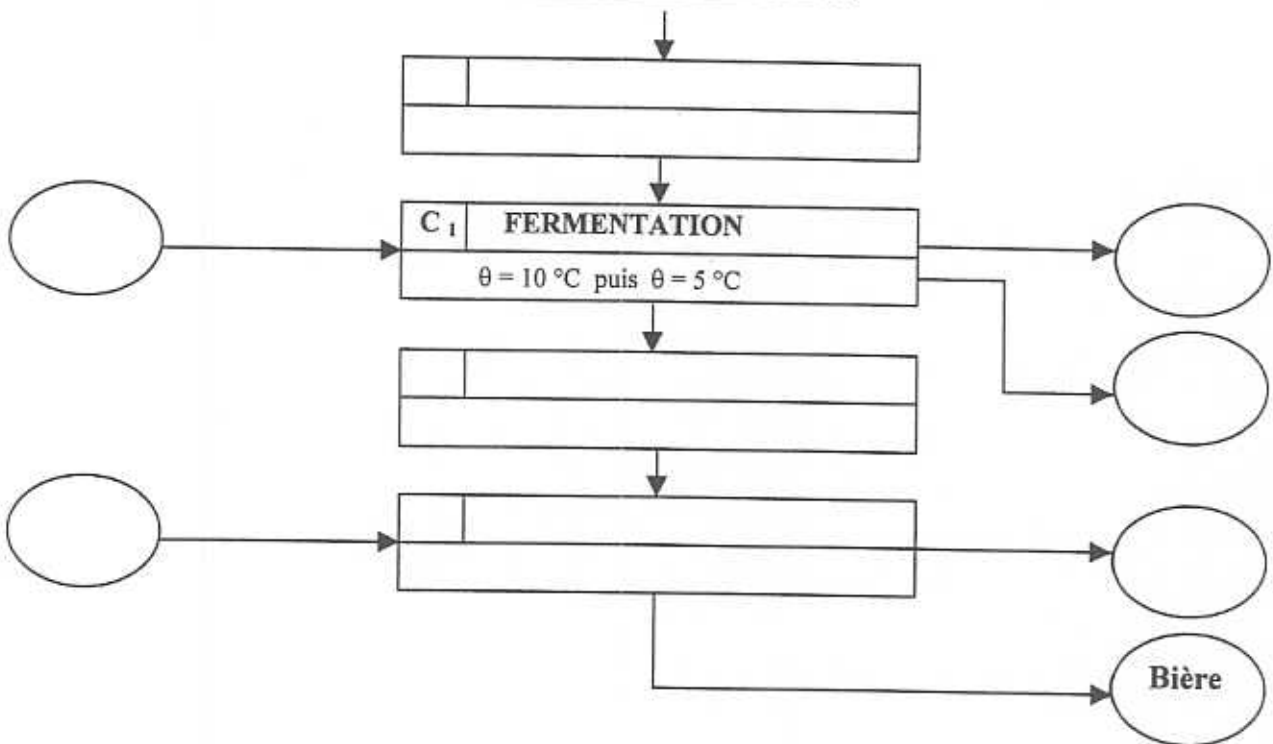 C 1 FERMENTATION
θ = 10 °C puis θ = 5 °C
Bière